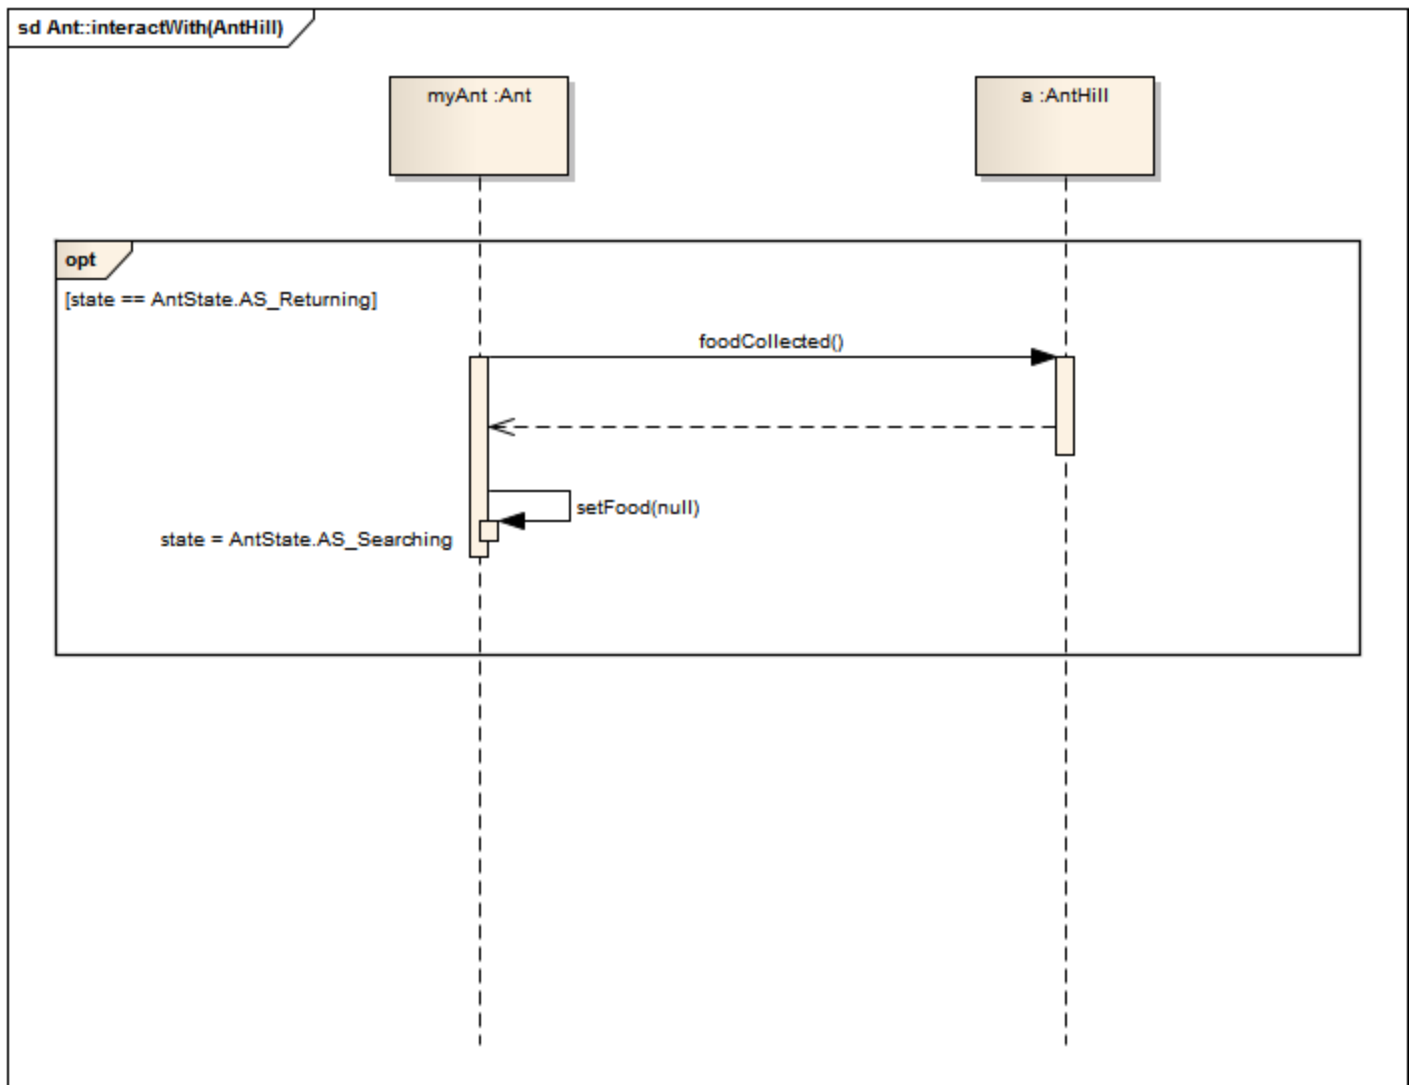 sd Ant::interactWith(AntHill)
myAnt :Ant
a :AntHill
opt
[state == AntState.AS_Returning]
foodCollected()
setFood(null)
state = AntState.AS_Searching